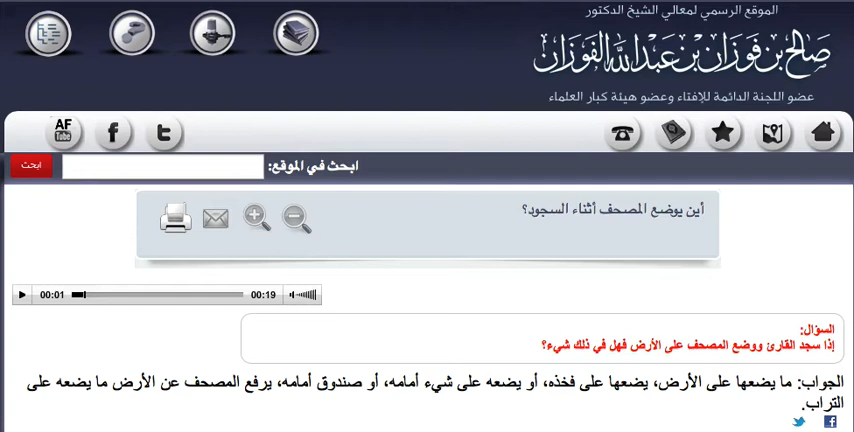 الموقع الرسمي لمعالي الشيخ الدكتور
صالح بن فوزان بن عبدالله الفوزان
عضو اللجنة الدائمة للإفتاء وعضو هيئة كبار العلماء
AF
Tube
ابحث في الموقع:
ابحث
أين يوضع المصحف أثناء السجود؟
00:01
00:19
السؤال:
إذا سجد القارئ ووضع المصحف على الأرض فهل في ذلك شيء؟
الجواب: ما يضعها على الأرض، يضعها على فخذه، أو يضعه على شيء أمامه، أو صندوق أمامه، يرفع المصحف عن الأرض ما يضعه على
التراب.